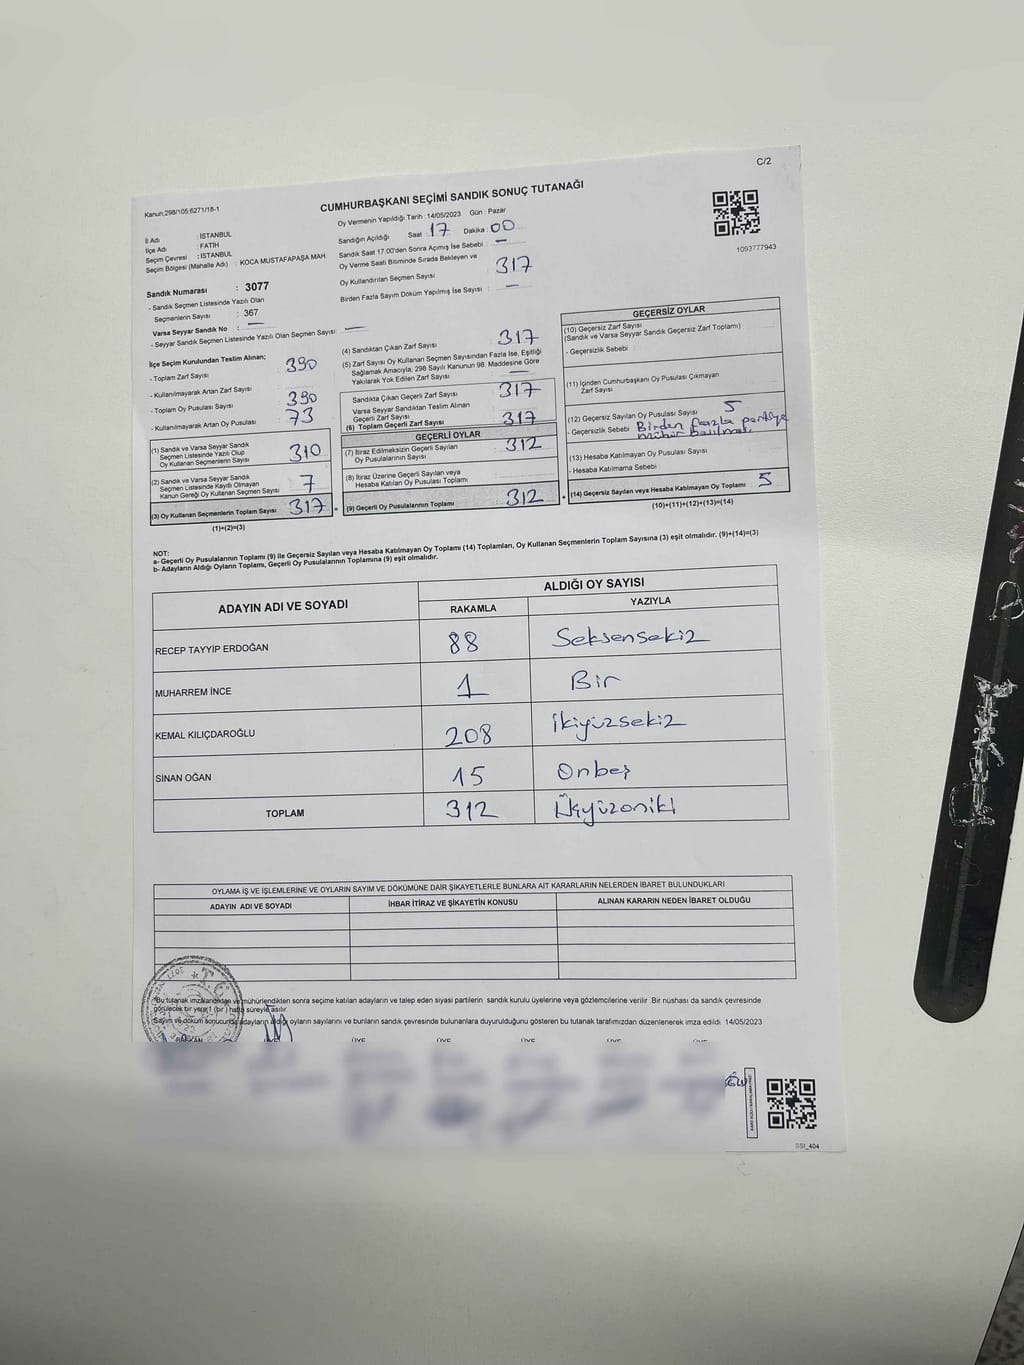 C/2
Kanun:298/105;6271/18-1
CUMHURBAŞKANI SEÇİMİ SANDIK SONUÇ TUTANAĞI
Oy Vermenin Yapıldığı Tarih : 14/05/2023 Gün : Pazar
Sandığın Açıldığı Saat : 17 Dakika : 00
Sandık Saat 17.00'den Sonra Açmış İse Sebebi : —
Oy Verme Saati Bitiminde Sırada Bekleyen ve
Oy Kullandırılan Seçmen Sayısı : 317
Birden Fazla Sayım Döküm Yapılmış İse Sayısı : —
1093777943
İl Adı : İSTANBUL
İlçe Adı : FATİH
Seçim Çevresi : İSTANBUL
Seçim Bölgesi (Mahalle Adı) : KOCA MUSTAFAPAŞA MAH.
Sandık Numarası : 3077
- Sandık Seçmen Listesinde Yazılı Olan
Seçmenlerin Sayısı : 367
Varsa Seyyar Sandık No : —
- Seyyar Sandık Seçmen Listesinde Yazılı Olan Seçmen Sayısı : —
İlçe Seçim Kurulundan Teslim Alınan;
- Toplam Zarf Sayısı 390
- Kullanılmayarak Artan Zarf Sayısı
- Toplam Oy Pusulası Sayısı 390
- Kullanılmayarak Artan Oy Pusulası 73
(1) Sandık ve Varsa Seyyar Sandık
Seçmen Listesinde Yazılı Olup
Oy Kullanan Seçmenlerin Sayısı 310
(2) Sandık ve Varsa Seyyar Sandık
Seçmen Listesinde Kayıtlı Olmayan
Kanun Gereği Oy Kullanan Seçmen Sayısı 7
(3) Oy Kullanan Seçmenlerin Toplam Sayısı 317
(1)+(2)=(3)
(4) Sandıktan Çıkan Zarf Sayısı 317
(5) Zarf Sayısı Oy Kullanan Seçmen Sayısından Fazla İse, Eşitliği
Sağlamak Amacıyla, 298 Sayılı Kanunun 98. Maddesine Göre
Yakılarak Yok Edilen Zarf Sayısı —
Sandıkta Çıkan Geçerli Zarf Sayısı 317
Varsa Seyyar Sandıktan Teslim Alınan
Geçerli Zarf Sayısı
(6) Toplam Geçerli Zarf Sayısı 317
GEÇERLİ OYLAR
(7) İtiraz Edilmeksizin Geçerli Sayılan
Oy Pusulalarının Sayısı 312
(8) İtiraz Üzerine Geçerli Sayılan veya
Hesaba Katılan Oy Pusulası Toplamı
(9) Geçerli Oy Pusulalarının Toplamı 312
GEÇERSİZ OYLAR
(10) Geçersiz Zarf Sayısı
(Sandık ve Varsa Seyyar Sandık Geçersiz Zarf Toplamı)
- Geçersizlik Sebebi
(11) İçinden Cumhurbaşkanı Oy Pusulası Çıkmayan
Zarf Sayısı
(12) Geçersiz Sayılan Oy Pusulası Sayısı 5
- Geçersizlik Sebebi Birden fazla partiye
mühür
(13) Hesaba Katılmayan Oy Pusulası Sayısı
- Hesaba Katılmama Sebebi
(14) Geçersiz Sayılan veya Hesaba Katılmayan Oy Toplamı 5
(10)+(11)+(12)+(13)=(14)
NOT:
a- Geçerli Oy Pusulalarının Toplamı (9) ile Geçersiz Sayılan veya Hesaba Katılmayan Oy Toplamı (14) Toplamları, Oy Kullanan Seçmenlerin Toplam Sayısına (3) eşit olmalıdır. (9)+(14)=(3)
b- Adayların Aldığı Oyların Toplamı, Geçerli Oy Pusulalarının Toplamına (9) eşit olmalıdır.
ADAYIN ADI VE SOYADI ALDIĞI OY SAYISI
RAKAMLA YAZIYLA
RECEP TAYYİP ERDOĞAN 88 Seksensekiz
MUHARREM İNCE 1 Bir
KEMAL KILIÇDAROĞLU 208 İkiyüzsekiz
SİNAN OĞAN 15 Onbeş
TOPLAM 312 Üçyüzoniki
OYLAMA İŞ VE İŞLEMLERİNE VE OYLARIN SAYIM VE DÖKÜMÜNE DAİR ŞİKAYETLERLE BUNLARA AİT KARARLARIN NELERDEN İBARET BULUNDUKLARI
ADAYIN ADI VE SOYADI İHBAR İTİRAZ VE ŞİKAYETİN KONUSU ALINAN KARARIN NEDEN İBARET OLDUĞU
Bu tutanak imzalandıktan ve mühürlendikten sonra seçime katılan adayların ve talep eden siyasi partilerin sandık kurulu üyelerine veya gözlemcilerine verilir. Bir nüshası da sandık çevresinde
görülecek bir yere 1 (bir) hafta süreyle asılır.
Sayım ve döküm sonucunda adayların aldığı oyların sayılarını ve bunların sandık çevresinde bulunanlara duyurulduğunu gösteren bu tutanak tarafımızdan düzenlenerek imza edildi. 14/05/2023
BAŞKAN ÜYE ÜYE ÜYE ÜYE ÜYE
SSI_404